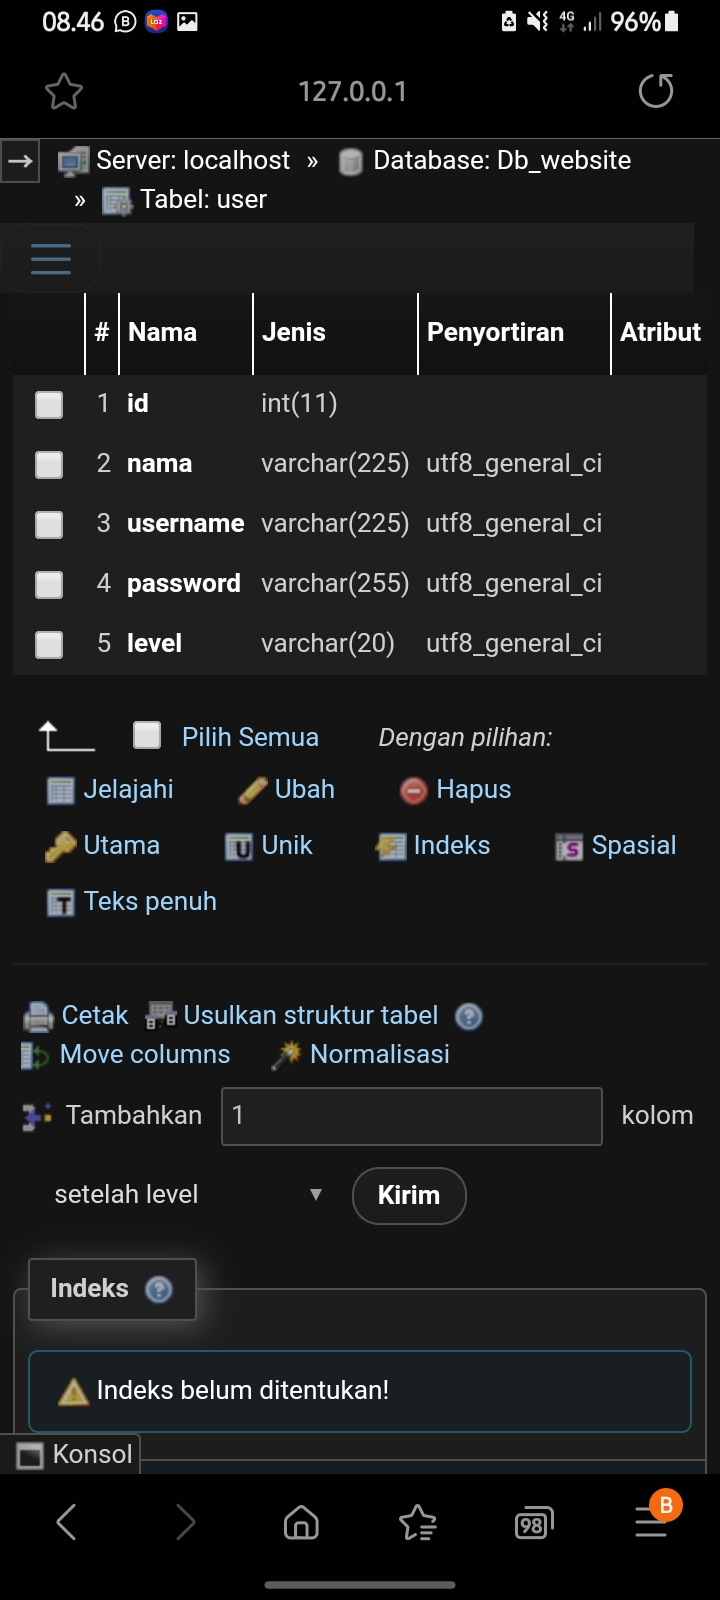 08.46 B Laz 4G 96%
127.0.0.1
→ Server: localhost » Database: Db_website
» Tabel: user
# Nama Jenis Penyortiran Atribut
1 id int(11)
2 nama varchar(225) utf8_general_ci
3 username varchar(225) utf8_general_ci
4 password varchar(255) utf8_general_ci
5 level varchar(20) utf8_general_ci
Pilih Semua Dengan pilihan:
Jelajahi Ubah Hapus
Utama U Unik Indeks S Spasial
T Teks penuh
Cetak Usulkan struktur tabel ?
Move columns Normalisasi
Tambahkan 1 kolom
setelah level ▼ Kirim
Indeks ?
Indeks belum ditentukan!
Konsol
98 B